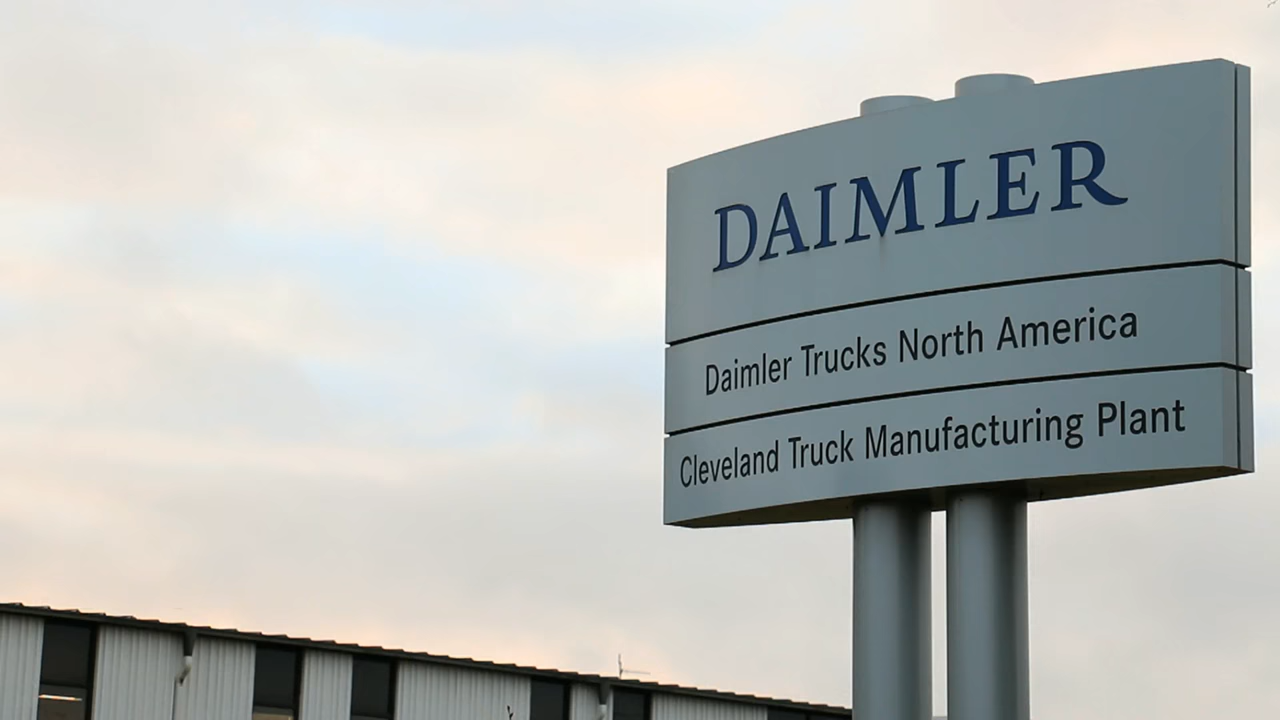 DAIMLER
Daimler Trucks North America
Cleveland Truck Manufacturing Plant